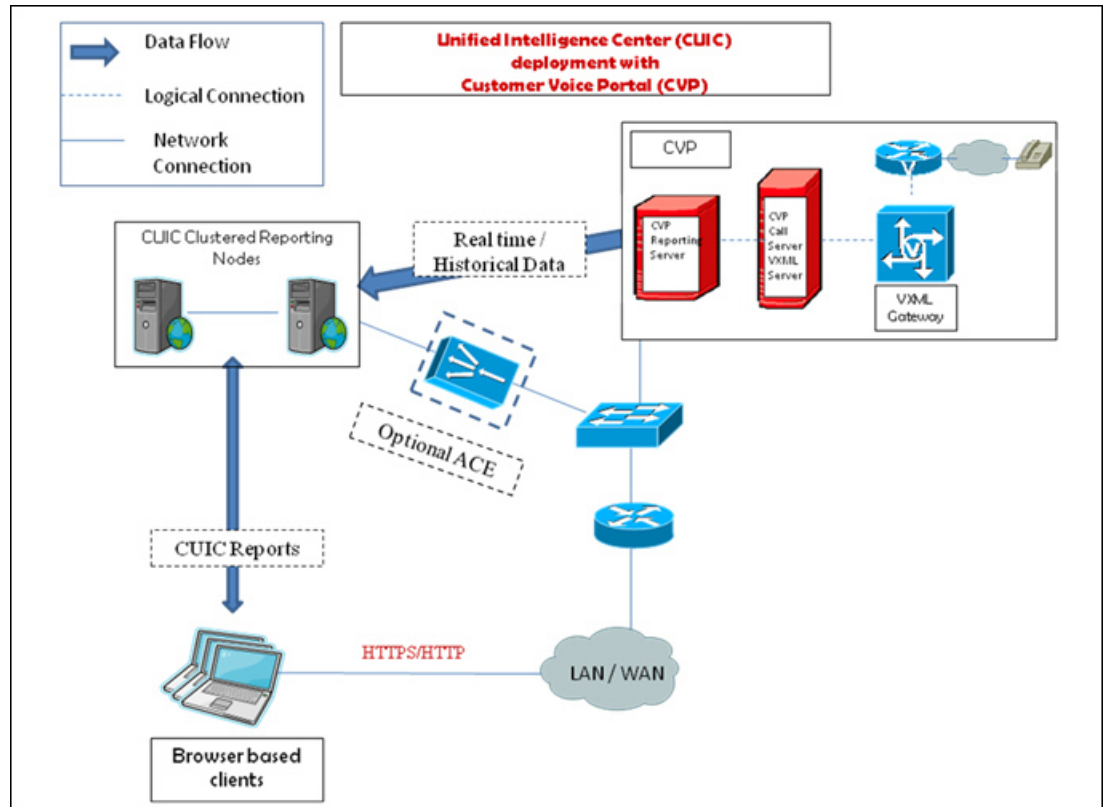 Data Flow
Logical Connection
Network
Connection
Unified Intelligence Center (CUIC)
deployment with
Customer Voice Portal (CVP)
CVP
CVP
Reporting
Server
CVP
Call
Server
VXML
Server
V
V
VXML
Gateway
CUIC Clustered Reporting
Nodes
Real time /
Historical Data
Optional ACE
CUIC Reports
HTTPS/HTTP
LAN / WAN
Browser based
clients